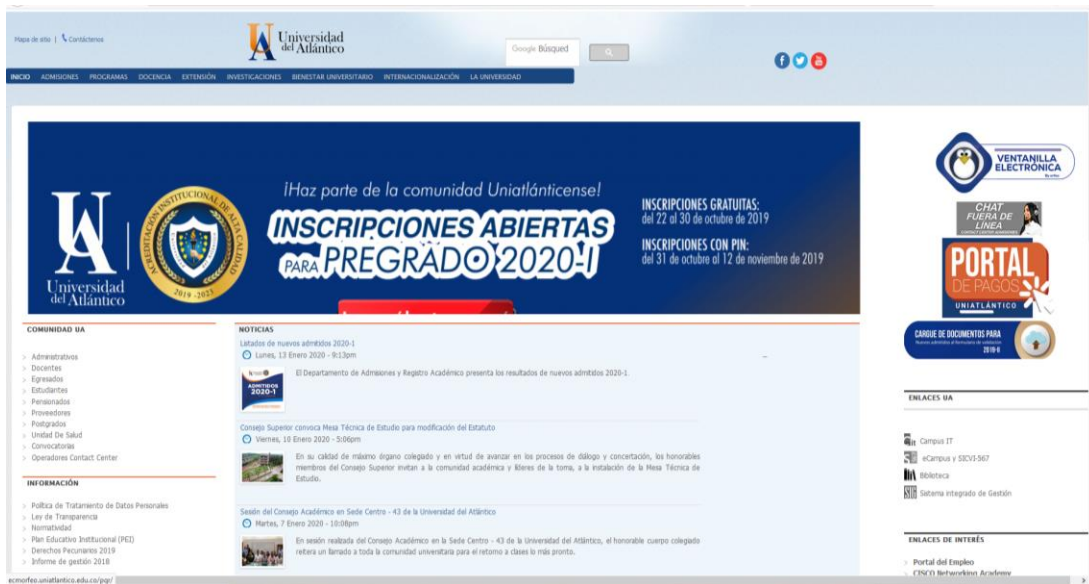 Mapa de sitio | Contáctenos
Universidad
del Atlántico
Google Búsqued
INICIO ADMISIONES PROGRAMAS DOCENCIA EXTENSIÓN INVESTIGACIONES BIENESTAR UNIVERSITARIO INTERNACIONALIZACIÓN LA UNIVERSIDAD
Universidad
del Atlántico
ACREDITACIÓN INSTITUCIONAL DE ALTA CALIDAD
2019 - 2023
¡Haz parte de la comunidad Uniatlánticense!
INSCRIPCIONES ABIERTAS
PARA PREGRADO 2020-I
INSCRIPCIONES GRATUITAS:
del 22 al 30 de octubre de 2019
INSCRIPCIONES CON PIN:
del 31 de octubre al 12 de noviembre de 2019
VENTANILLA
ELECTRÓNICA
CHAT
FUERA DE
LÍNEA
PORTAL
DE PAGOS
UNIATLÁNTICO
CARGUE DE DOCUMENTOS PARA
Nuevos admitidos al formulario de validación
2019-II
COMUNIDAD UA
> Administrativos
> Docentes
> Egresados
> Estudiantes
> Pensionados
> Proveedores
> Postgrados
> Unidad De Salud
> Convocatorias
> Operadores Contact Center
INFORMACIÓN
> Política de Tratamiento de Datos Personales
> Ley de Transparencia
> Normatividad
> Plan Educativo Institucional (PEI)
> Derechos Pecuniarios 2019
> Informe de gestión 2018
NOTICIAS
Listados de nuevos admitidos 2020-1
Lunes, 13 Enero 2020 - 9:13pm
ADMITIDOS
2020-1
El Departamento de Admisiones y Registro Académico presenta los resultados de nuevos admitidos 2020-1
Consejo Superior convoca Mesa Técnica de Estudio para modificación del Estatuto
Viernes, 10 Enero 2020 - 5:06pm
En su calidad de máximo órgano colegiado y en virtud de avanzar en los procesos de diálogo y concertación, los honorables
miembros del Consejo Superior invitan a la comunidad académica y líderes de la toma, a la instalación de la Mesa Técnica de
Estudio.
Sesión del Consejo Académico en Sede Centro - 43 de la Universidad del Atlántico
Martes, 7 Enero 2020 - 10:08pm
En sesión realizada del Consejo Académico en la Sede Centro - 43 de la Universidad del Atlántico, el honorable cuerpo colegiado
reitera un llamado a toda la comunidad universitaria para el retorno a clases lo más pronto.
ENLACES UA
Campus IT
eCampus y SICVI-567
Biblioteca
Sistema integrado de Gestión
ENLACES DE INTERÉS
> Portal del Empleo
> CISCO Networking Academy
ecmorfeo.uniatlantico.edu.co/pqr/